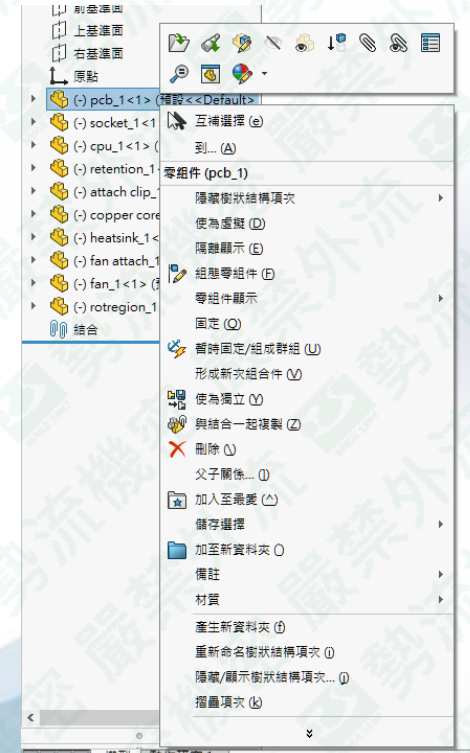 前基準面
上基準面
右基準面
原點
(-) pcb_1<1> (預設<<Default>
(-) socket_1<1
(-) cpu_1<1> (
(-) retention_1
(-) attach clip_
(-) copper core
(-) heatsink_1<
(-) fan attach_1
(-) fan_1<1> (預
(-) rotregion_1
結合
互補選擇 (e)
到... (A)
零組件 (pcb_1)
隱藏樹狀結構項次
使為虛擬 (D)
隔離顯示 (E)
組態零組件 (F)
零組件顯示
固定 (O)
暫時固定/組成群組 (U)
形成新次組合件 (V)
使為獨立 (Y)
與結合一起複製 (Z)
刪除 (\)
父子關係... (])
加入至最愛 (^)
儲存選擇
加至新資料夾 ()
備註
材質
產生新資料夾 (f)
重新命名樹狀結構項次 (i)
隱藏/顯示樹狀結構項次... (j)
摺疊項次 (k)